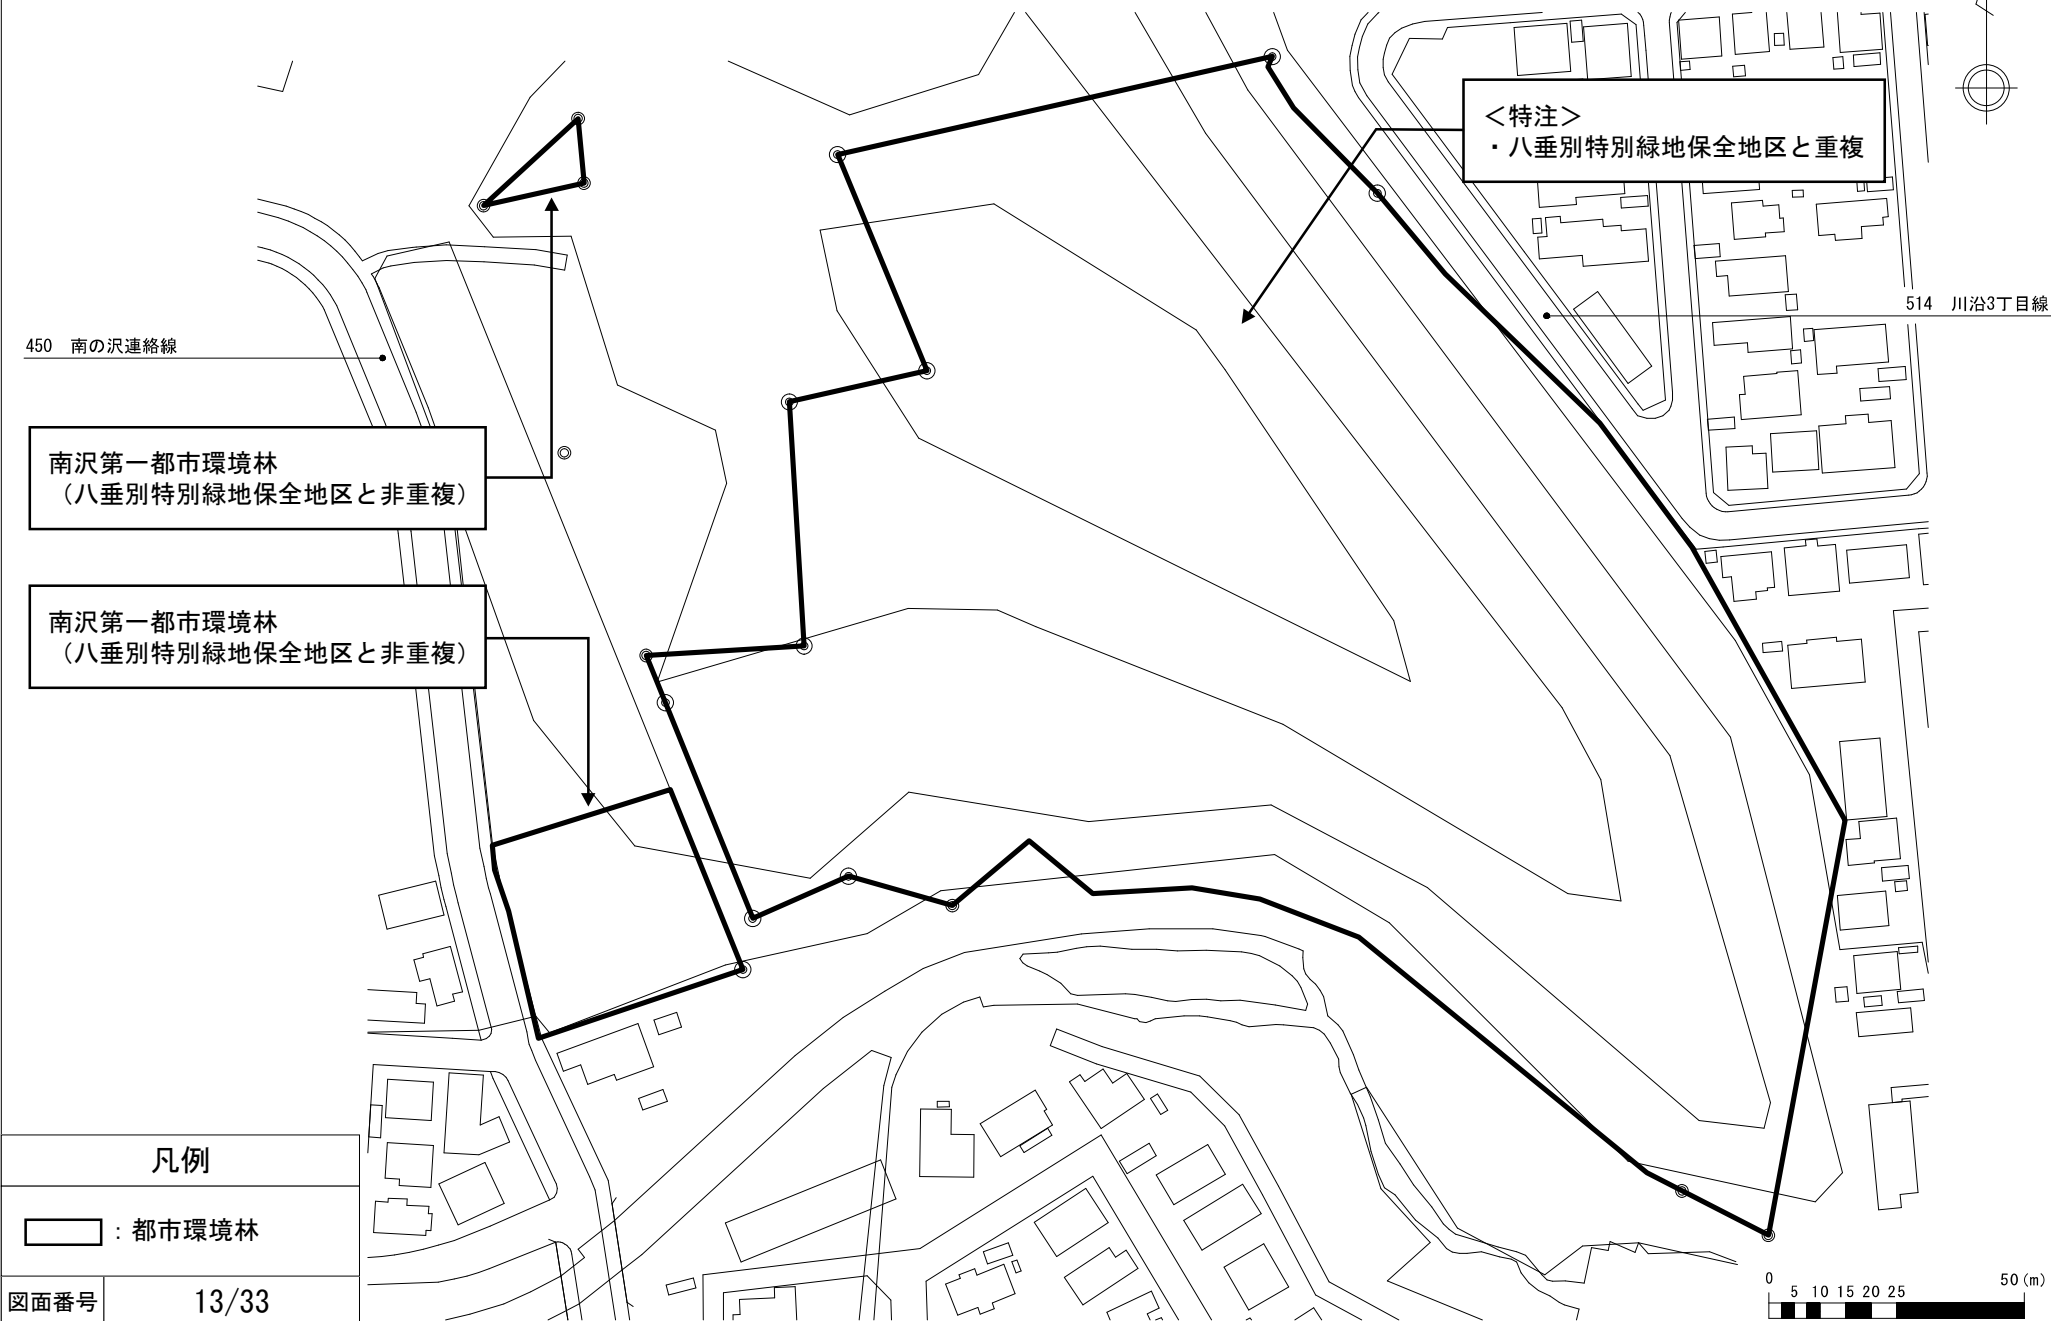 ＜特注＞
・八垂別特別緑地保全地区と重複
514 川沿3丁目線
450 南の沢連絡線
南沢第一都市環境林
（八垂別特別緑地保全地区と非重複）
南沢第一都市環境林
（八垂別特別緑地保全地区と非重複）
凡例
：都市環境林
図面番号 13/33
0 5 10 15 20 25 50(m)